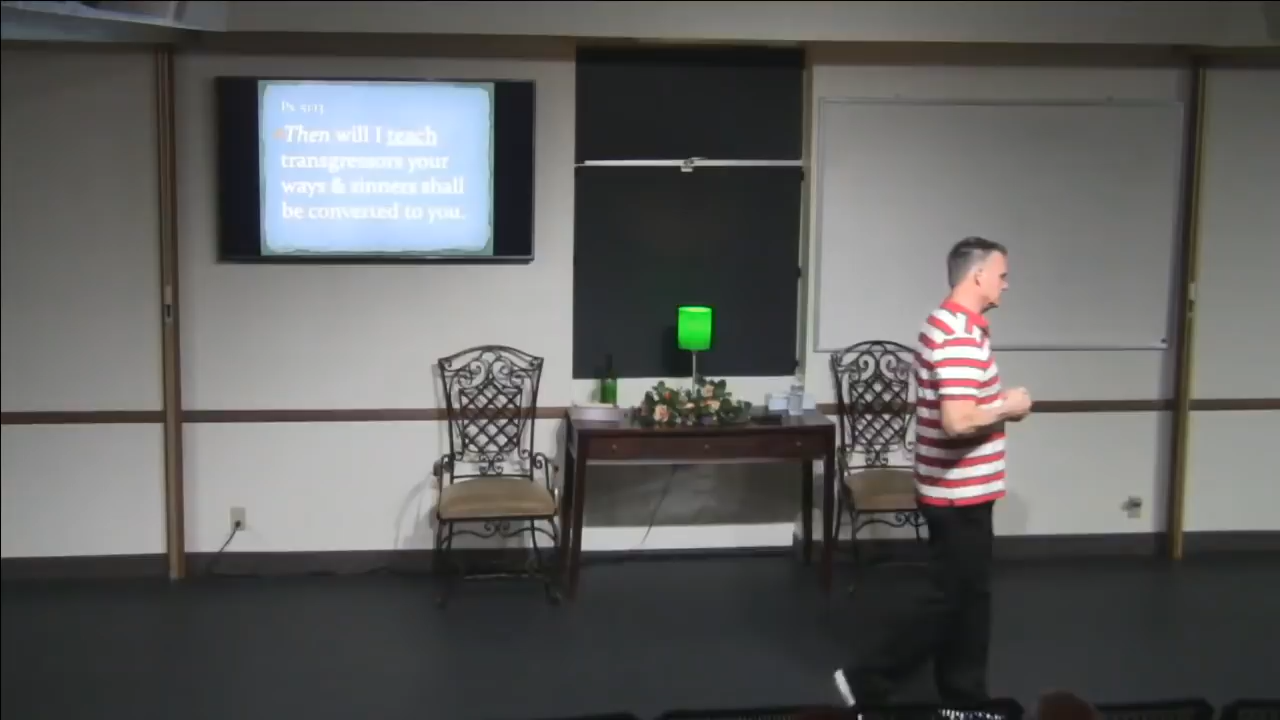 Ps 51:13
Then will I teach
transgressors your
ways & sinners shall
be converted to you.